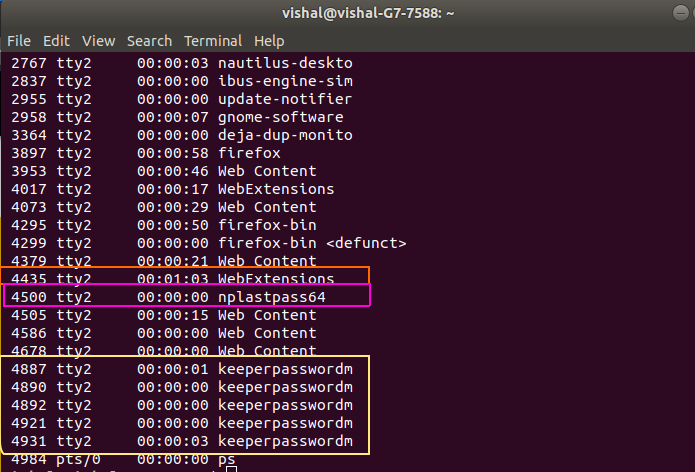 vishal@vishal-G7-7588: ~
File Edit View Search Terminal Help
2767 tty2 00:00:03 nautilus-deskto
2837 tty2 00:00:00 ibus-engine-sim
2955 tty2 00:00:00 update-notifier
2958 tty2 00:00:07 gnome-software
3364 tty2 00:00:00 deja-dup-monito
3897 tty2 00:00:58 firefox
3953 tty2 00:00:46 Web Content
4017 tty2 00:00:17 WebExtensions
4073 tty2 00:00:29 Web Content
4295 tty2 00:00:50 firefox-bin
4299 tty2 00:00:00 firefox-bin <defunct>
4379 tty2 00:00:21 Web Content
4435 tty2 00:01:03 WebExtensions
4500 tty2 00:00:00 nplastpass64
4505 tty2 00:00:15 Web Content
4586 tty2 00:00:00 Web Content
4678 tty2 00:00:00 Web Content
4887 tty2 00:00:01 keeperpasswordm
4890 tty2 00:00:00 keeperpasswordm
4892 tty2 00:00:00 keeperpasswordm
4921 tty2 00:00:00 keeperpasswordm
4931 tty2 00:00:03 keeperpasswordm
4984 pts/0 00:00:00 ps